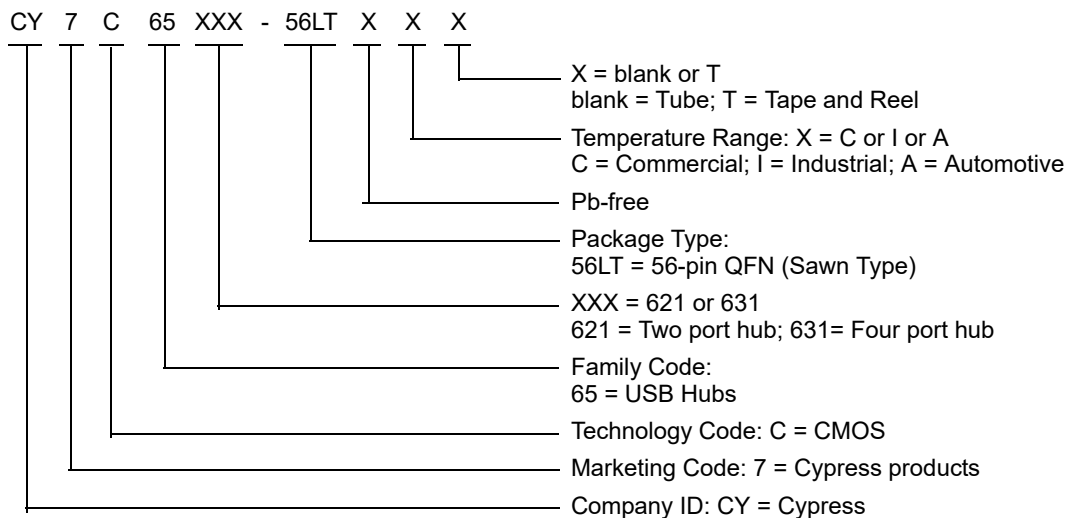 CY 7 C 65 XXX - 56LT X X X
X = blank or T
blank = Tube; T = Tape and Reel
Temperature Range: X = C or I or A
C = Commercial; I = Industrial; A = Automotive
Pb-free
Package Type:
56LT = 56-pin QFN (Sawn Type)
XXX = 621 or 631
621 = Two port hub; 631= Four port hub
Family Code:
65 = USB Hubs
Technology Code: C = CMOS
Marketing Code: 7 = Cypress products
Company ID: CY = Cypress